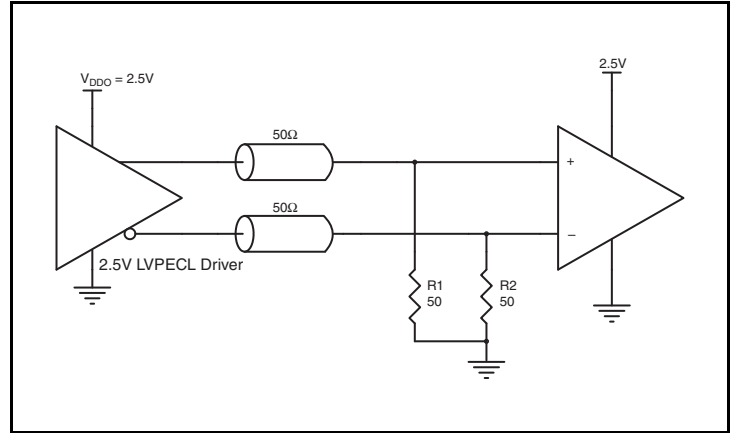 V_DDO = 2.5V
2.5V
50Ω
+
50Ω
−
2.5V LVPECL Driver
R1
50
R2
50